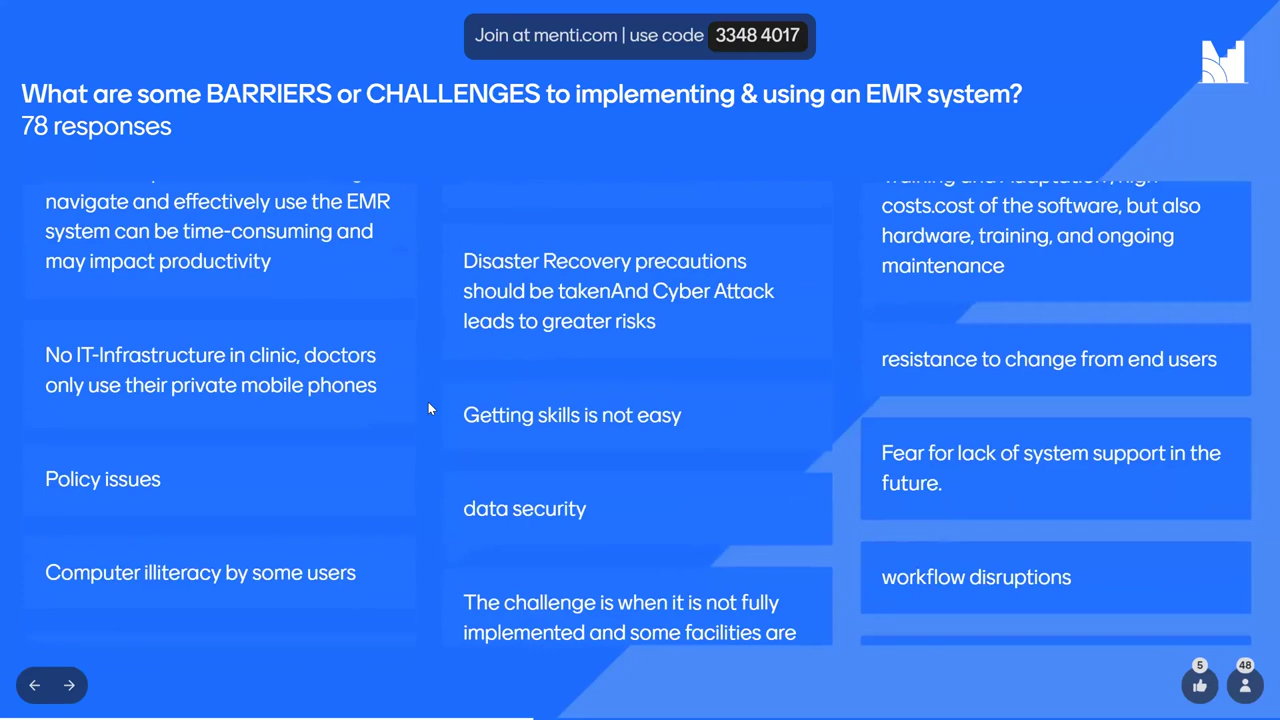 Join at menti.com | use code 3348 4017
What are some BARRIERS or CHALLENGES to implementing & using an EMR system?
78 responses
navigate and effectively use the EMR
system can be time-consuming and
may impact productivity
No IT-Infrastructure in clinic, doctors
only use their private mobile phones
Policy issues
Computer illiteracy by some users
Disaster Recovery precautions
should be takenAnd Cyber Attack
leads to greater risks
Getting skills is not easy
data security
The challenge is when it is not fully
implemented and some facilities are
Training and Adaptation, high
costs.cost of the software, but also
hardware, training, and ongoing
maintenance
resistance to change from end users
Fear for lack of system support in the
future.
workflow disruptions
5
48